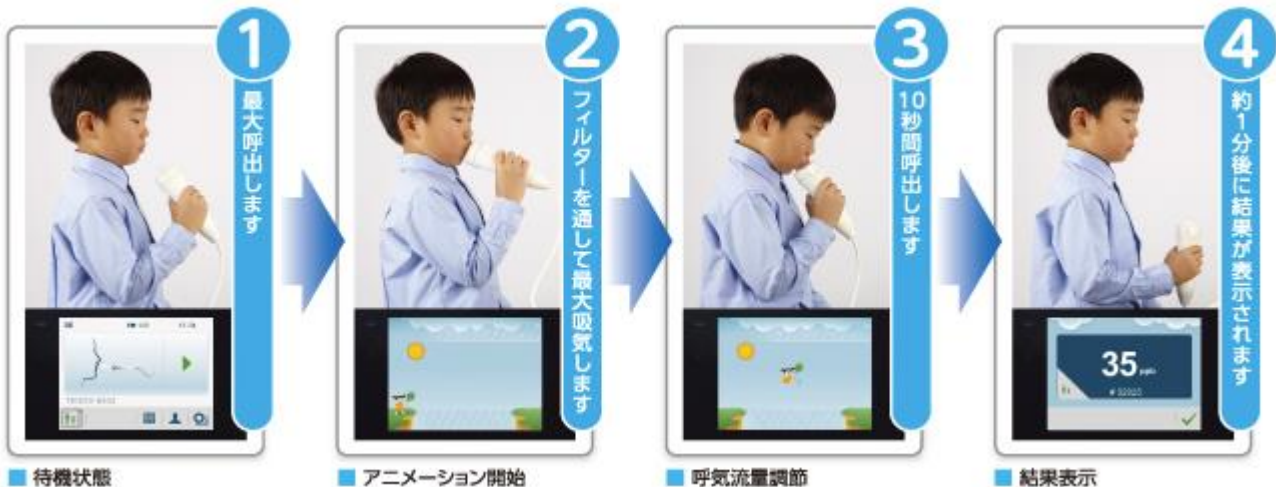 1
最大呼出します
2
フィルターを通して最大吸気します
3
10秒間呼出します
4
約1分後に結果が表示されます
35 ppb
■ 待機状態
■ アニメーション開始
■ 呼気流量調節
■ 結果表示